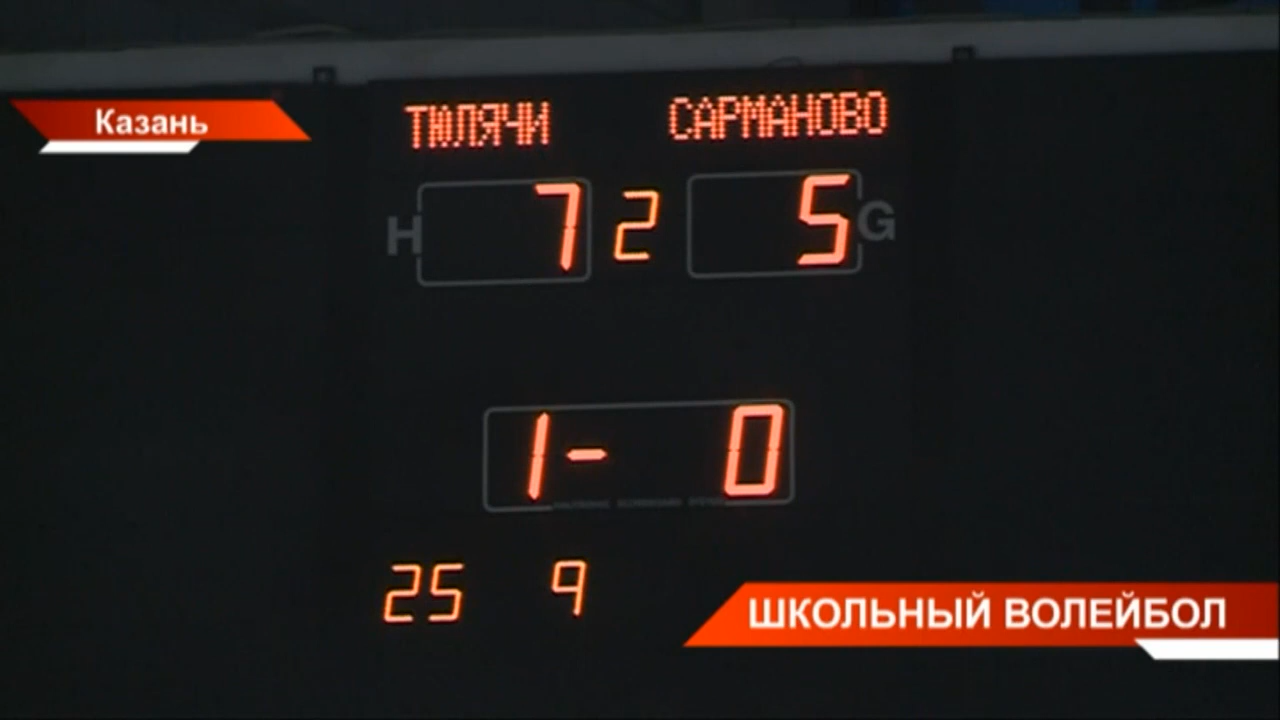 Казань
ТЮЛЯЧИ САРМАНОВО
H 7 2 5 G
1 - 0
25 9
ШКОЛЬНЫЙ ВОЛЕЙБОЛ